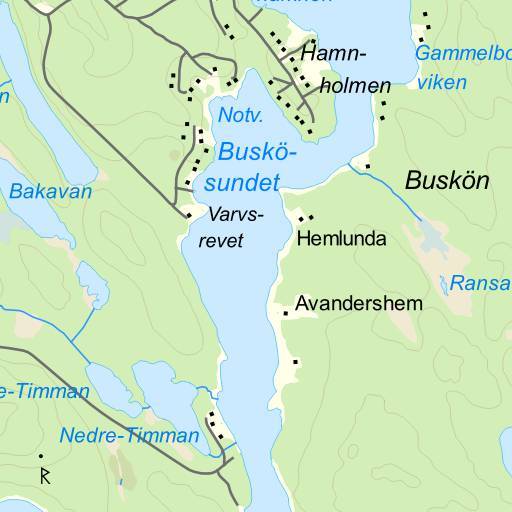 Hamn-
holmen
Gammelbo
viken
Notv.
Buskö-
sundet
Buskön
Bakavan
Varvs-
revet
Hemlunda
Ransa
Avandershem
e-Timman
Nedre-Timman
R